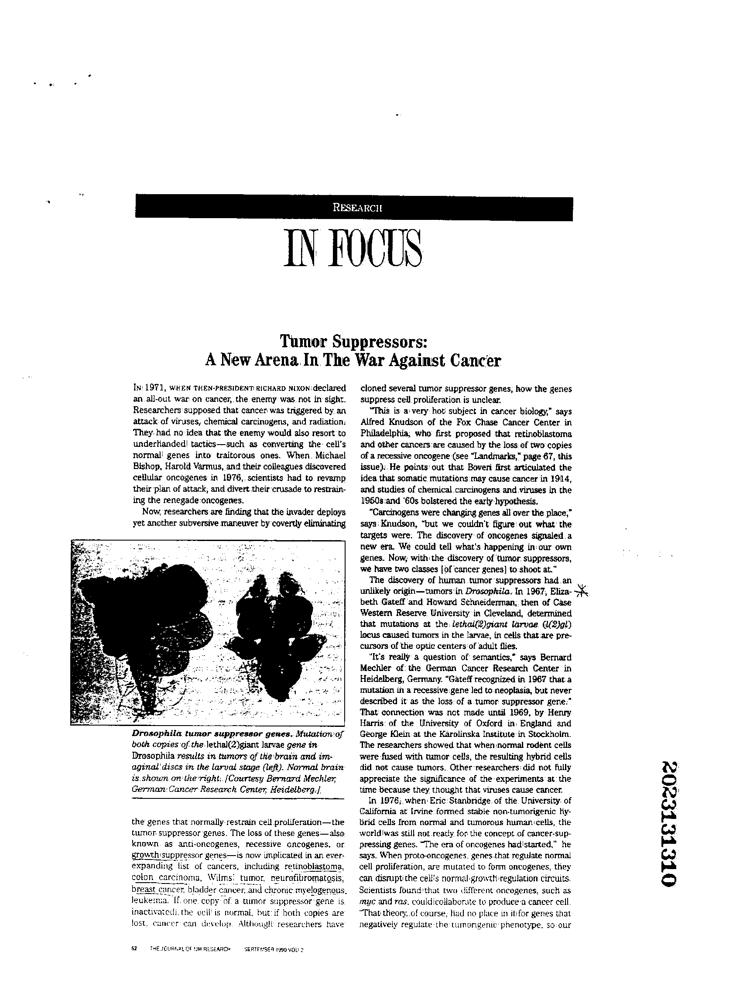 RESEARCH
IN FOCUS
Tumor Suppressors:
A New Arena In The War Against Cancer
IN 1971, WHEN THEN-PRESIDENT RICHARD NIXON declared
an all-out war on cancer, the enemy was not in sight.
Researchers supposed that cancer was triggered by an
attack of viruses, chemical carcinogens, and radiation.
They had no idea that the enemy would also resort to
underhanded tactics—such as converting the cell's
normal genes into traitorous ones. When Michael
Bishop, Harold Varmus, and their colleagues discovered
cellular oncogenes in 1976, scientists had to revamp
their plan of attack, and divert their crusade to restrain-
ing the renegade oncogenes.
Now, researchers are finding that the invader deploys
yet another subversive maneuver by covertly eliminating
Drosophila tumor suppressor genes. Mutation of
both copies of the lethal(2)giant larvae gene in
Drosophila results in tumors of the brain and im-
aginal discs in the larval stage (left). Normal brain
is shown on the right. [Courtesy Bernard Mechler,
German Cancer Research Center, Heidelberg.]
the genes that normally restrain cell proliferation—the
tumor suppressor genes. The loss of these genes—also
known as anti-oncogenes, recessive oncogenes, or
growth suppressor genes—is now implicated in an ever-
expanding list of cancers, including retinoblastoma,
colon carcinoma, Wilms' tumor, neurofibromatosis,
breast cancer, bladder cancer, and chronic myelogenous
leukemia. If one copy of a tumor suppressor gene is
inactivated, the cell is normal, but if both copies are
lost, cancer can develop. Although researchers have
cloned several tumor suppressor genes, how the genes
suppress cell proliferation is unclear.
"This is a very hot subject in cancer biology," says
Alfred Knudson of the Fox Chase Cancer Center in
Philadelphia, who first proposed that retinoblastoma
and other cancers are caused by the loss of two copies
of a recessive oncogene (see "Landmarks," page 67, this
issue). He points out that Boveri first articulated the
idea that somatic mutations may cause cancer in 1914,
and studies of chemical carcinogens and viruses in the
1950s and '60s bolstered the early hypothesis.
"Carcinogens were changing genes all over the place,"
says Knudson, "but we couldn't figure out what the
targets were. The discovery of oncogenes signaled a
new era. We could tell what's happening in our own
genes. Now, with the discovery of tumor suppressors,
we have two classes [of cancer genes] to shoot at."
The discovery of human tumor suppressors had an
unlikely origin—tumors in Drosophila. In 1967, Eliza-
beth Gateff and Howard Schneiderman, then of Case
Western Reserve University in Cleveland, determined
that mutations at the lethal(2)giant larvae (l(2)gl)
locus caused tumors in the larvae, in cells that are pre-
cursors of the optic centers of adult flies.
"It's really a question of semantics," says Bernard
Mechler of the German Cancer Research Center in
Heidelberg, Germany. "Gateff recognized in 1967 that a
mutation in a recessive gene led to neoplasia, but never
described it as the loss of a tumor suppressor gene."
That connection was not made until 1969, by Henry
Harris of the University of Oxford in England and
George Klein at the Karolinska Institute in Stockholm.
The researchers showed that when normal rodent cells
were fused with tumor cells, the resulting hybrid cells
did not cause tumors. Other researchers did not fully
appreciate the significance of the experiments at the
time because they thought that viruses cause cancer.
In 1976, when Eric Stanbridge of the University of
California at Irvine formed stable non-tumorigenic hy-
brid cells from normal and tumorous human cells, the
world was still not ready for the concept of cancer-sup-
pressing genes. "The era of oncogenes had started," he
says. When proto-oncogenes, genes that regulate normal
cell proliferation, are mutated to form oncogenes, they
can disrupt the cell's normal growth regulation circuits.
Scientists found that two different oncogenes, such as
myc and ras, could collaborate to produce a cancer cell.
"That theory, of course, had no place in it for genes that
negatively regulate the tumorigenic phenotype, so our
62 THE JOURNAL OF NIH RESEARCH SEPTEMBER 1990 VOL 2
2023131310